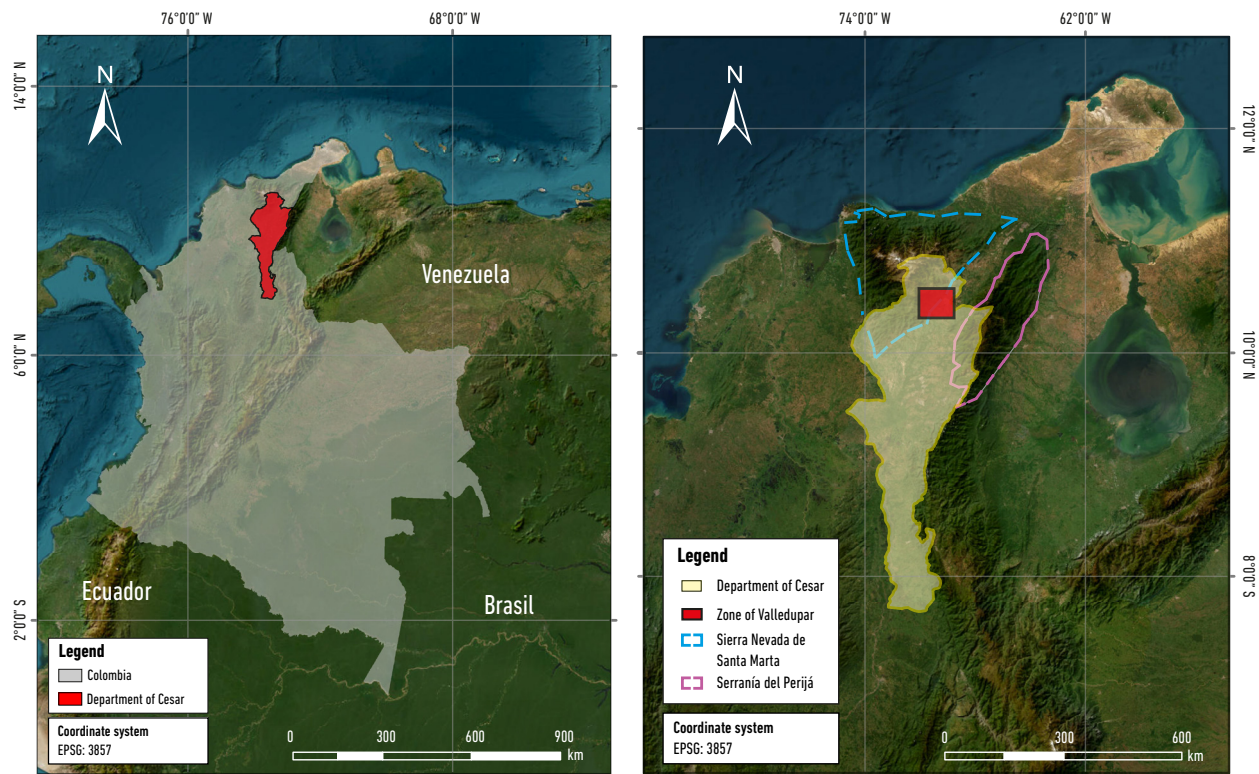 76°0'0" W
68°0'0" W
14°0'0" N
6°0'0" N
2°0'0" S
N
Venezuela
Ecuador
Brasil
Legend
Colombia
Department of Cesar
Coordinate system
EPSG: 3857
0 300 600 900
km
74°0'0" W
62°0'0" W
12°0'0" N
10°0'0" N
8°0'0" S
N
Legend
Department of Cesar
Zone of Valledupar
Sierra Nevada de
Santa Marta
Serranía del Perijá
Coordinate system
EPSG: 3857
0 300 600
km